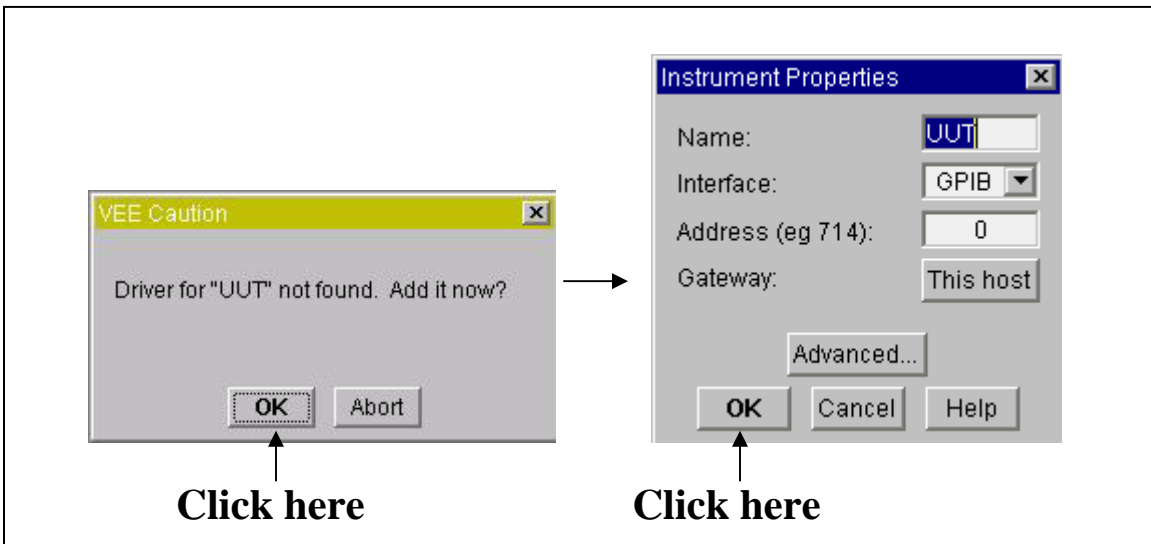 VEE Caution
Driver for "UUT" not found. Add it now?
OK Abort
Click here
Instrument Properties
Name: UUT
Interface: GPIB
Address (eg 714): 0
Gateway: This host
Advanced...
OK Cancel Help
Click here